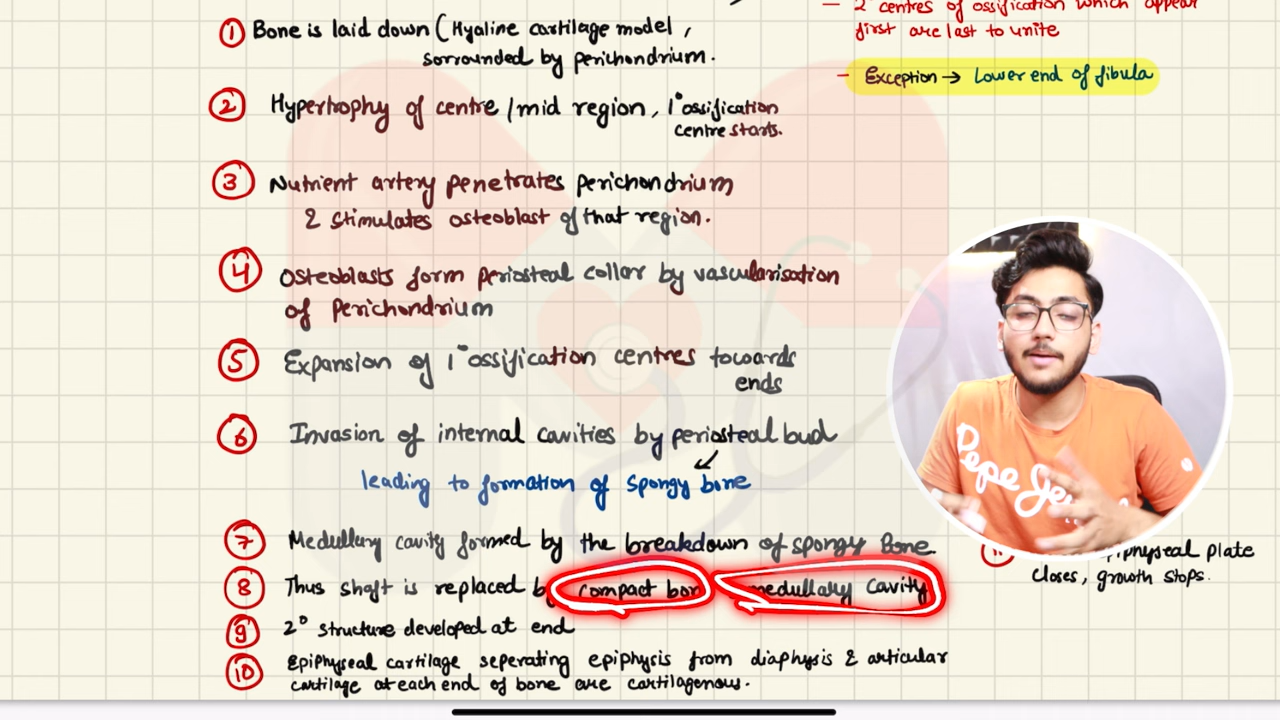 ① Bone is laid down (Hyaline cartilage model,
sorrounded by perichondrium.
② Hypertrophy of centre / mid region, 1° ossification
centre starts.
③ Nutrient artery penetrates perichondrium
& stimulates osteoblast of that region.
④ Osteoblasts form periosteal collar by vascularisation
of perichondrium
⑤ Expansion of 1° ossification centres towards
ends
⑥ Invasion of internal cavities by periosteal bud
leading to formation of spongy bone
⑦ Medullary cavity formed by the breakdown of spongy Bone
⑧ Thus shaft is replaced compact medullary cavity
⑨ 2° structure developed at end
⑩ Epiphyseal cartilage seperating epiphysis from diaphysis & articular
cartilage at each end of bone are cartilagenous.
– 2° centres of ossification which appear
first are last to unite
– Exception → Lower end of fibula
plate
closes, growth stops.
Pepe